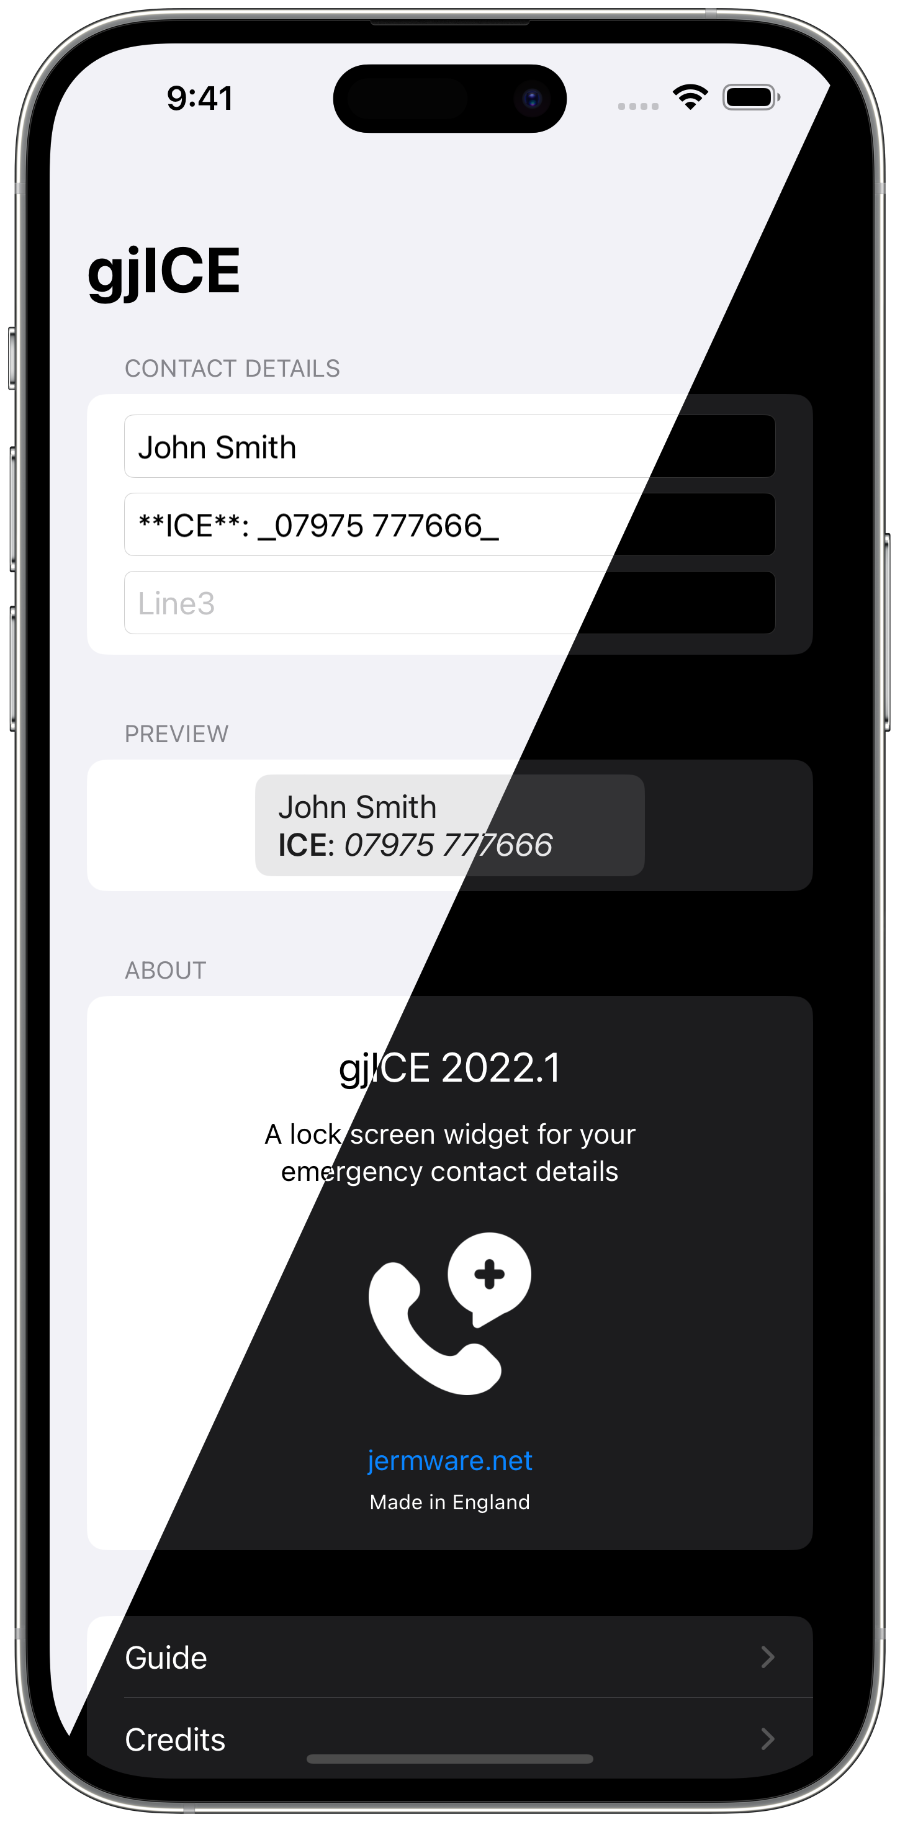 9:41
gjICE
CONTACT DETAILS
John Smith
**ICE**: _07975 777666_
Line3
PREVIEW
John Smith
ICE: 07975 777666
ABOUT
gjICE 2022.1
A lock screen widget for your
emergency contact details
jermware.net
Made in England
Guide
Credits